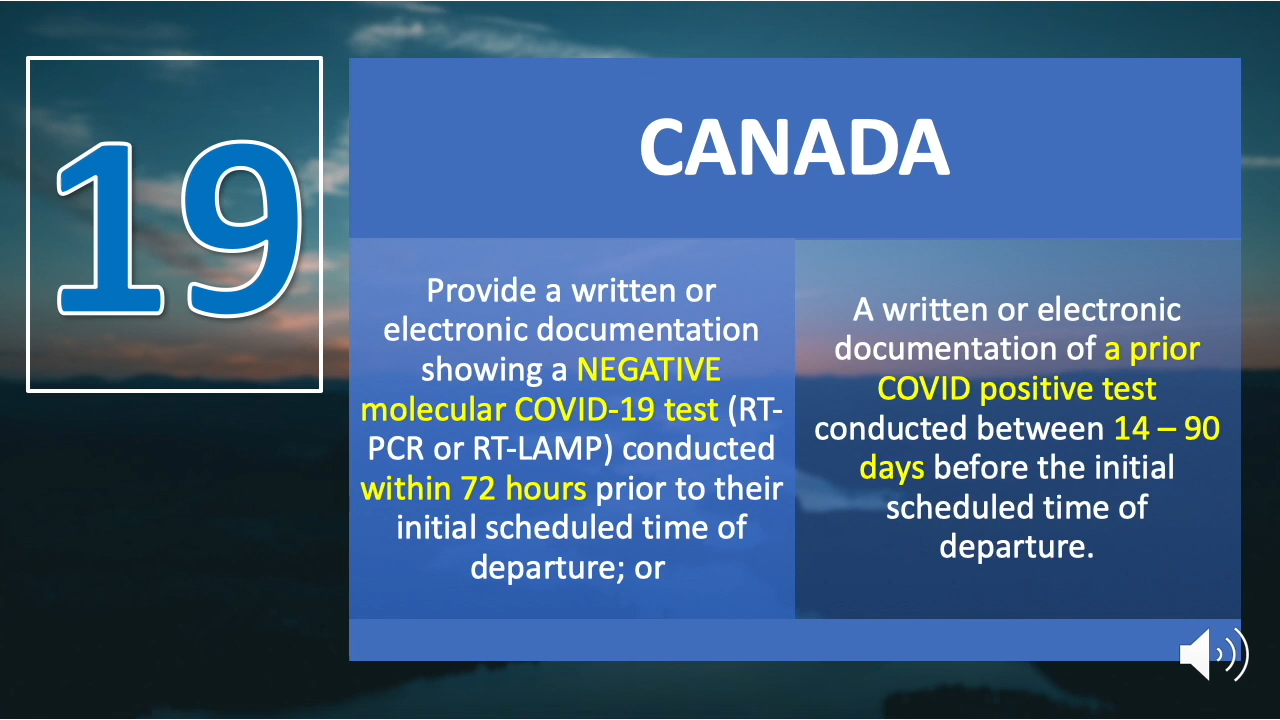 19
CANADA
Provide a written or
electronic documentation
showing a NEGATIVE
molecular COVID-19 test (RT-
PCR or RT-LAMP) conducted
within 72 hours prior to their
initial scheduled time of
departure; or
A written or electronic
documentation of a prior
COVID positive test
conducted between 14 – 90
days before the initial
scheduled time of
departure.